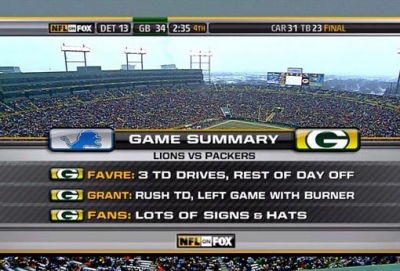 NFL on FOX DET 13 GB 34 2:35 4TH CAR 31 TB 23 FINAL
GAME SUMMARY
G
LIONS VS PACKERS
G FAVRE: 3 TD DRIVES, REST OF DAY OFF
G GRANT: RUSH TD, LEFT GAME WITH BURNER
G FANS: LOTS OF SIGNS & HATS
NFL on FOX